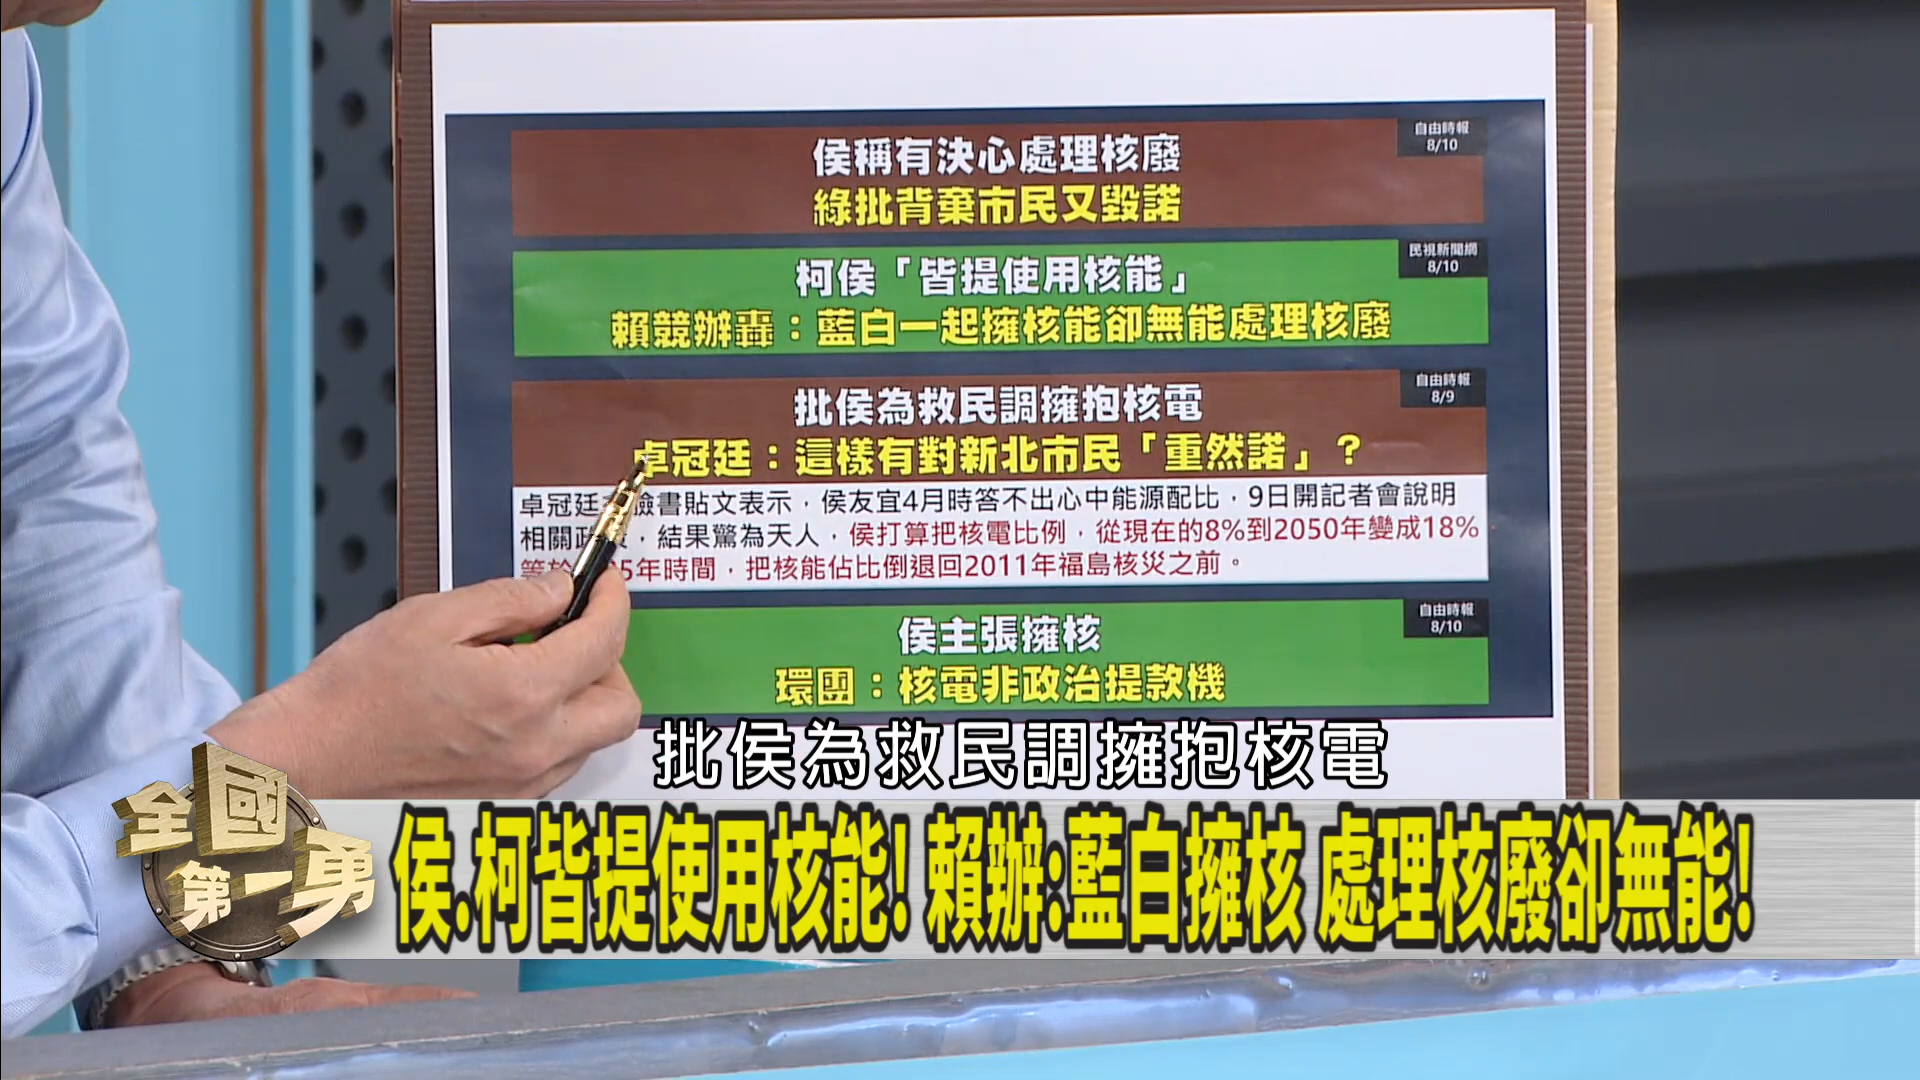 自由時報
8/10
侯稱有決心處理核廢
綠批背棄市民又毀諾
民視新聞網
8/10
柯侯「皆提使用核能」
賴競辦轟：藍白一起擁核能卻無能處理核廢
自由時報
8/9
批侯為救民調擁抱核電
卓冠廷：這樣有對新北市民「重然諾」？
卓冠廷 臉書貼文表示，侯友宜4月時答不出心中能源配比，9日開記者會說明
相關政 ，結果驚為天人，侯打算把核電比例，從現在的8%到2050年變成18%
5年時間，把核能佔比倒退回2011年福島核災之前。
自由時報
8/10
侯主張擁核
環團：核電非政治提款機
批侯為救民調擁抱核電
全國第一勇
侯.柯皆提使用核能! 賴辦:藍白擁核 處理核廢卻無能!